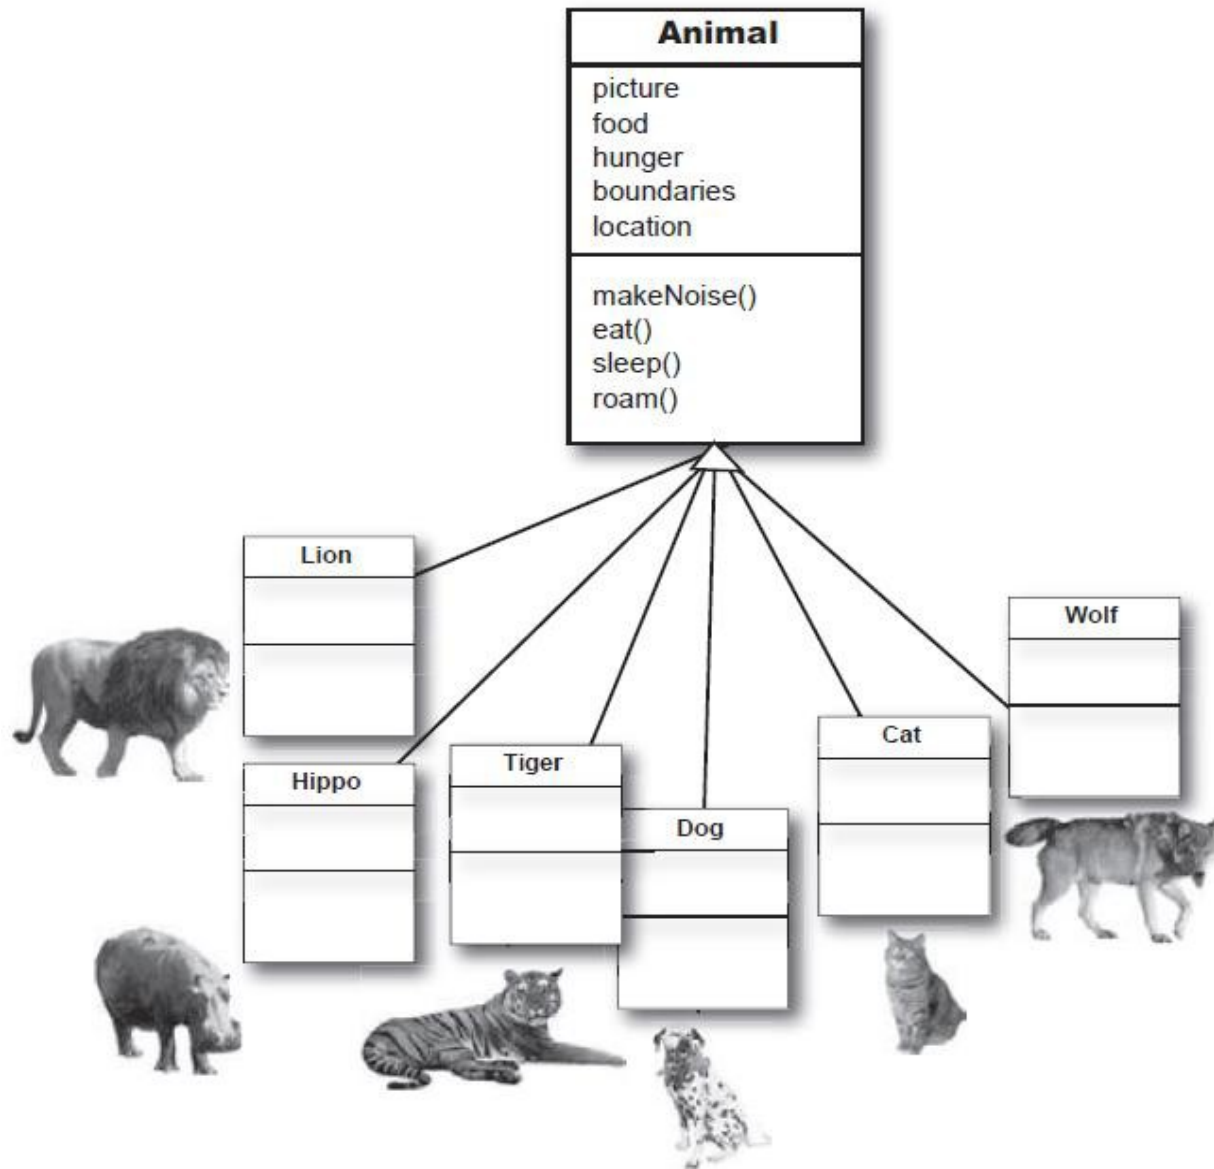 Animal
picture
food
hunger
boundaries
location
makeNoise()
eat()
sleep()
roam()
Lion
Hippo
Tiger
Dog
Cat
Wolf